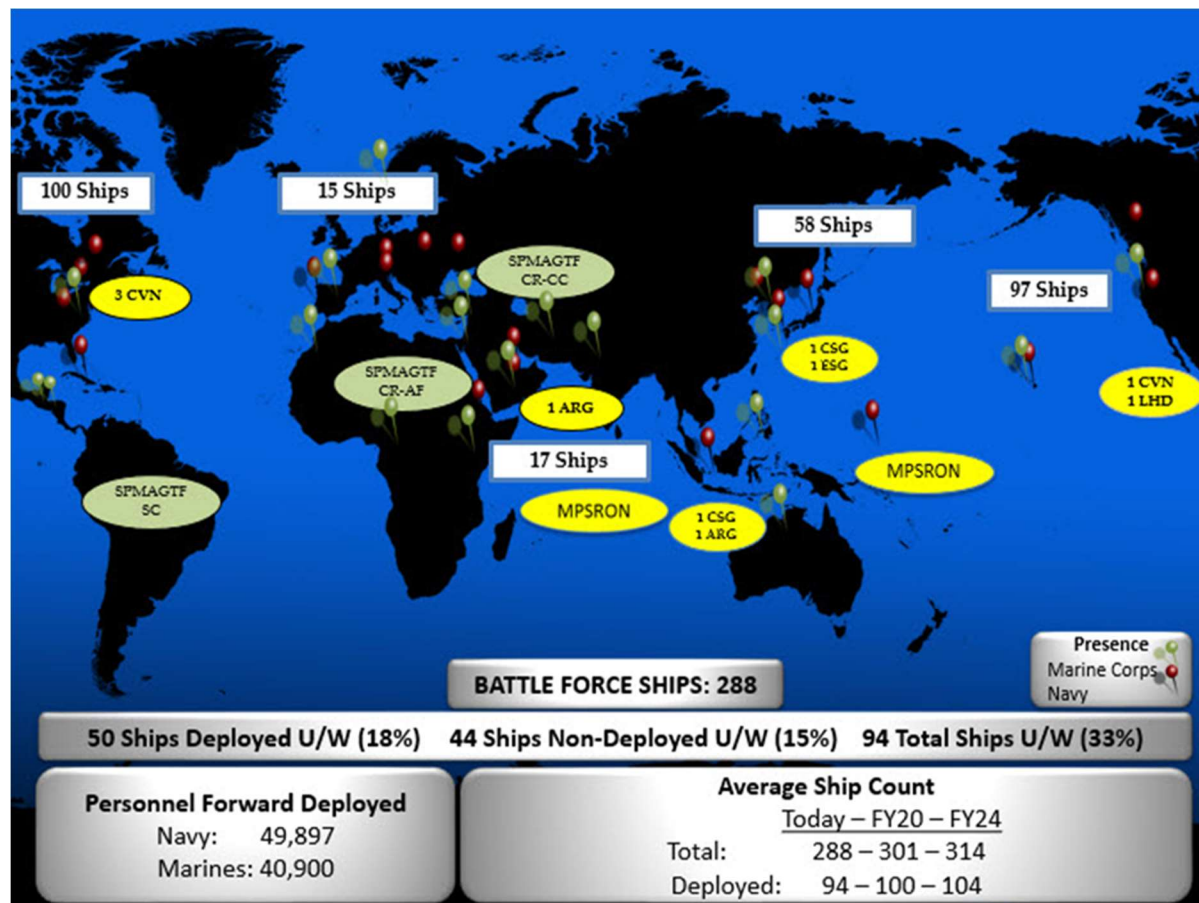 100 Ships
15 Ships
58 Ships
97 Ships
3 CVN
SPMAGTF
CR-CC
SPMAGTF
CR-AF
1 ARG
1 CSG
1 ESG
1 CVN
1 LHD
17 Ships
MPSRON
SPMAGTF
SC
MPSRON
1 CSG
1 ARG
Presence
Marine Corps
Navy
BATTLE FORCE SHIPS: 288
50 Ships Deployed U/W (18%) 44 Ships Non-Deployed U/W (15%) 94 Total Ships U/W (33%)
Personnel Forward Deployed
Navy: 49,897
Marines: 40,900
Average Ship Count
Today – FY20 – FY24
Total: 288 – 301 – 314
Deployed: 94 – 100 – 104